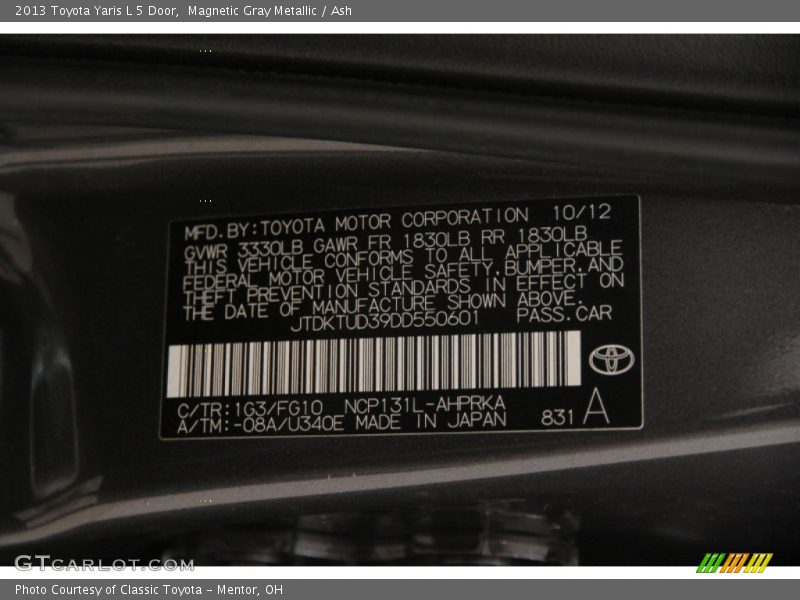 2013 Toyota Yaris L 5 Door, Magnetic Gray Metallic / Ash
MFD. BY: TOYOTA MOTOR CORPORATION 10/12
GVWR 3330LB GAWR FR 1830LB RR 1830LB
THIS VEHICLE CONFORMS TO ALL APPLICABLE
FEDERAL MOTOR VEHICLE SAFETY, BUMPER, AND
THEFT PREVENTION STANDARDS IN EFFECT ON
THE DATE OF MANUFACTURE SHOWN ABOVE.
JTDKTUD39DD550601 PASS. CAR
C/TR: 1G3/FG10 NCP131L-AHPRKA
A/TM: -08A/U340E MADE IN JAPAN 831 A
GTCARLOT.COM
Photo Courtesy of Classic Toyota - Mentor, OH